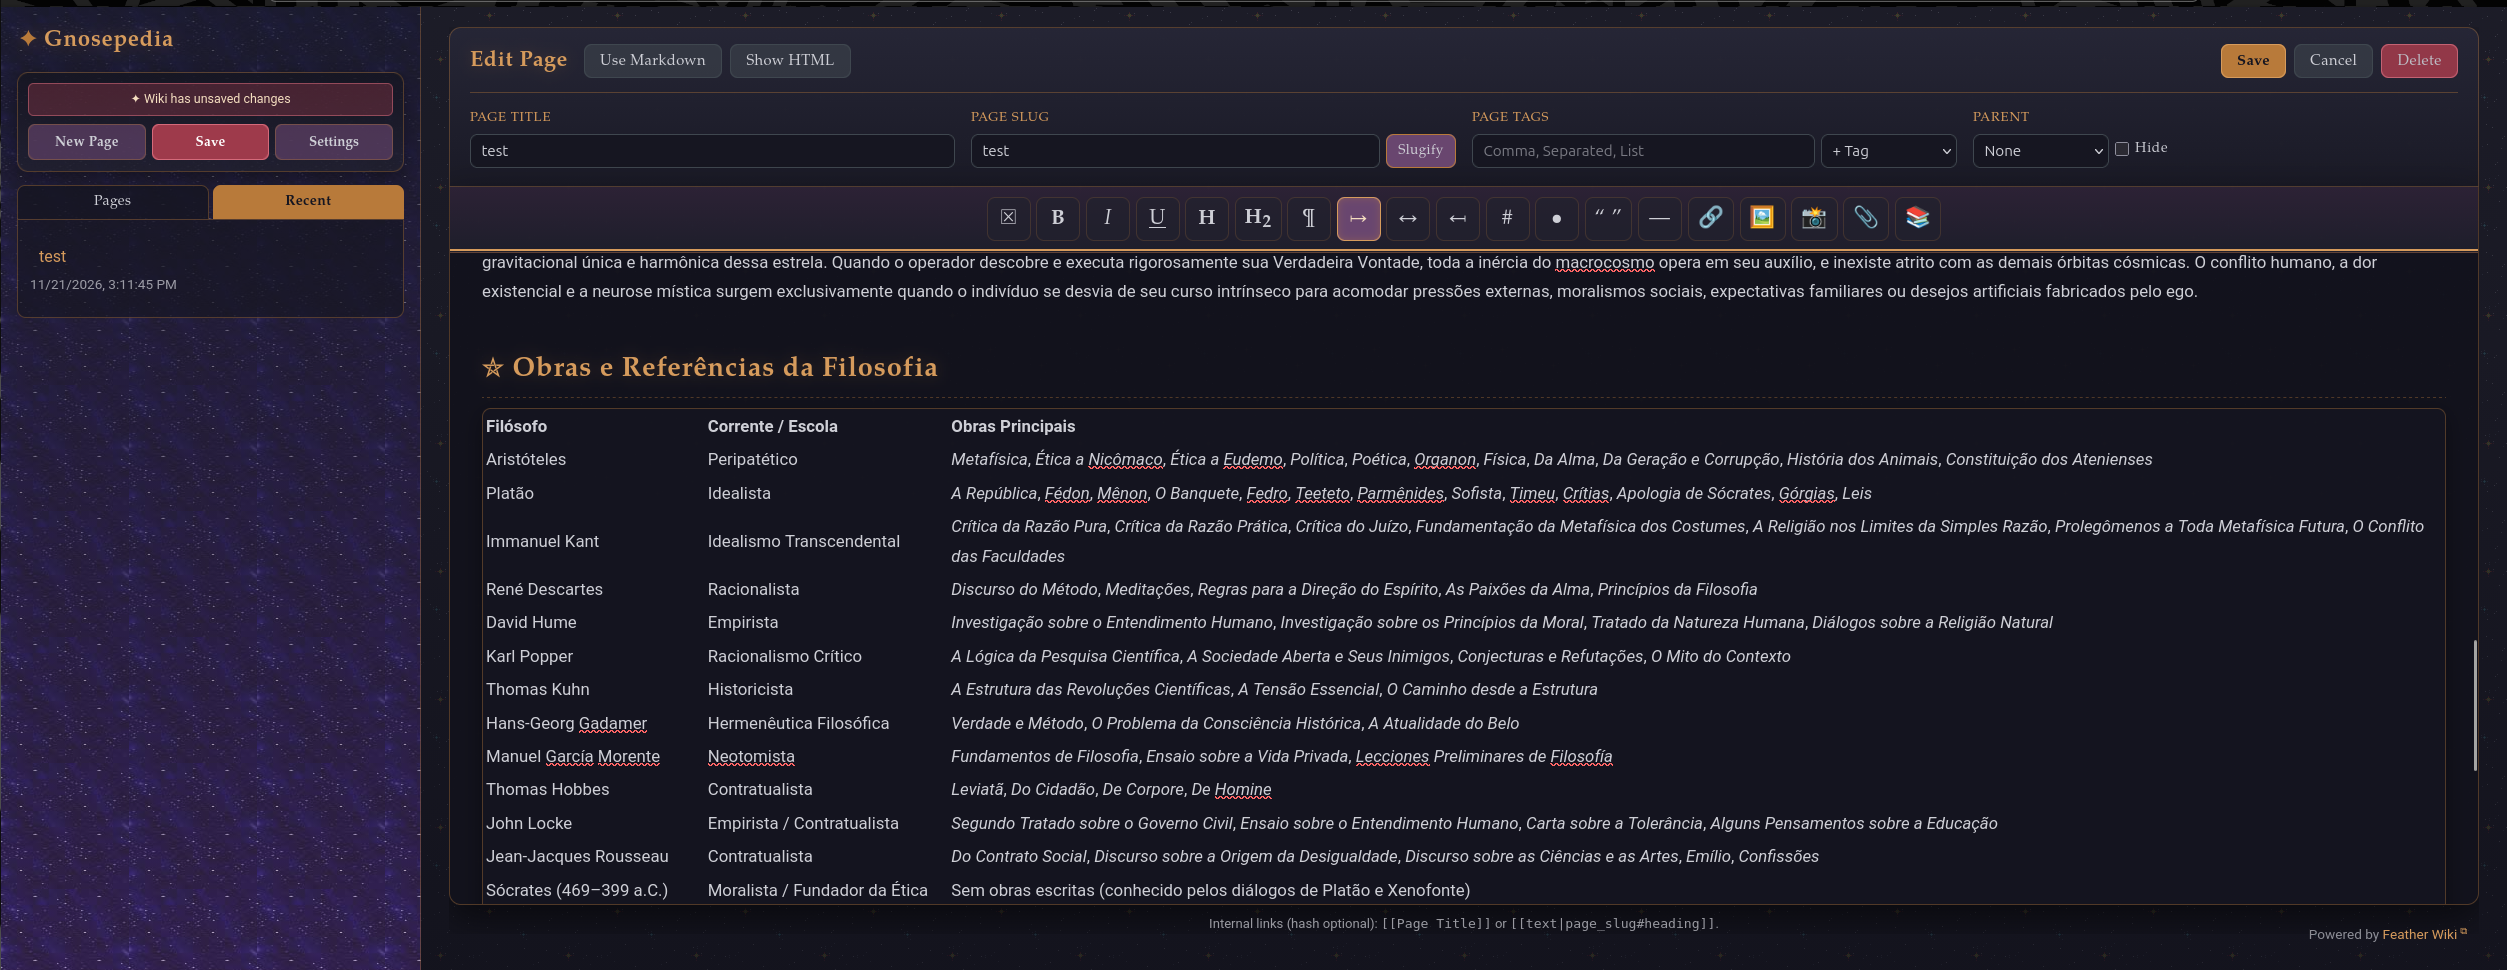 ✦ Gnosepedia
✦ Wiki has unsaved changes
New Page Save Settings
Pages Recent
test
11/21/2026, 3:11:45 PM
Edit Page Use Markdown Show HTML Save Cancel Delete
PAGE TITLE PAGE SLUG PAGE TAGS PARENT
test test Slugify Comma, Separated, List + Tag None Hide
☒ B I U H H2 ¶ ↦ ↔ ↤ # ● “ ” —
gravitacional única e harmônica dessa estrela. Quando o operador descobre e executa rigorosamente sua Verdadeira Vontade, toda a inércia do macrocosmo opera em seu auxílio, e inexiste atrito com as demais órbitas cósmicas. O conflito humano, a dor
existencial e a neurose mística surgem exclusivamente quando o indivíduo se desvia de seu curso intrínseco para acomodar pressões externas, moralismos sociais, expectativas familiares ou desejos artificiais fabricados pelo ego.
⛤ Obras e Referências da Filosofia
Filósofo Corrente / Escola Obras Principais
Aristóteles Peripatético Metafísica, Ética a Nicômaco, Ética a Eudemo, Política, Poética, Organon, Física, Da Alma, Da Geração e Corrupção, História dos Animais, Constituição dos Atenienses
Platão Idealista A República, Fédon, Mênon, O Banquete, Fedro, Teeteto, Parmênides, Sofista, Timeu, Crítias, Apologia de Sócrates, Górgias, Leis
Immanuel Kant Idealismo Transcendental Crítica da Razão Pura, Crítica da Razão Prática, Crítica do Juízo, Fundamentação da Metafísica dos Costumes, A Religião nos Limites da Simples Razão, Prolegômenos a Toda Metafísica Futura, O Conflito
das Faculdades
René Descartes Racionalista Discurso do Método, Meditações, Regras para a Direção do Espírito, As Paixões da Alma, Princípios da Filosofia
David Hume Empirista Investigação sobre o Entendimento Humano, Investigação sobre os Princípios da Moral, Tratado da Natureza Humana, Diálogos sobre a Religião Natural
Karl Popper Racionalismo Crítico A Lógica da Pesquisa Científica, A Sociedade Aberta e Seus Inimigos, Conjecturas e Refutações, O Mito do Contexto
Thomas Kuhn Historicista A Estrutura das Revoluções Científicas, A Tensão Essencial, O Caminho desde a Estrutura
Hans-Georg Gadamer Hermenêutica Filosófica Verdade e Método, O Problema da Consciência Histórica, A Atualidade do Belo
Manuel García Morente Neotomista Fundamentos de Filosofia, Ensaio sobre a Vida Privada, Lecciones Preliminares de Filosofía
Thomas Hobbes Contratualista Leviatã, Do Cidadão, De Corpore, De Homine
John Locke Empirista / Contratualista Segundo Tratado sobre o Governo Civil, Ensaio sobre o Entendimento Humano, Carta sobre a Tolerância, Alguns Pensamentos sobre a Educação
Jean-Jacques Rousseau Contratualista Do Contrato Social, Discurso sobre a Origem da Desigualdade, Discurso sobre as Ciências e as Artes, Emílio, Confissões
Sócrates (469–399 a.C.) Moralista / Fundador da Ética Sem obras escritas (conhecido pelos diálogos de Platão e Xenofonte)
Internal links (hash optional): [[Page Title]] or [[text|page_slug#heading]].
Powered by Feather Wiki